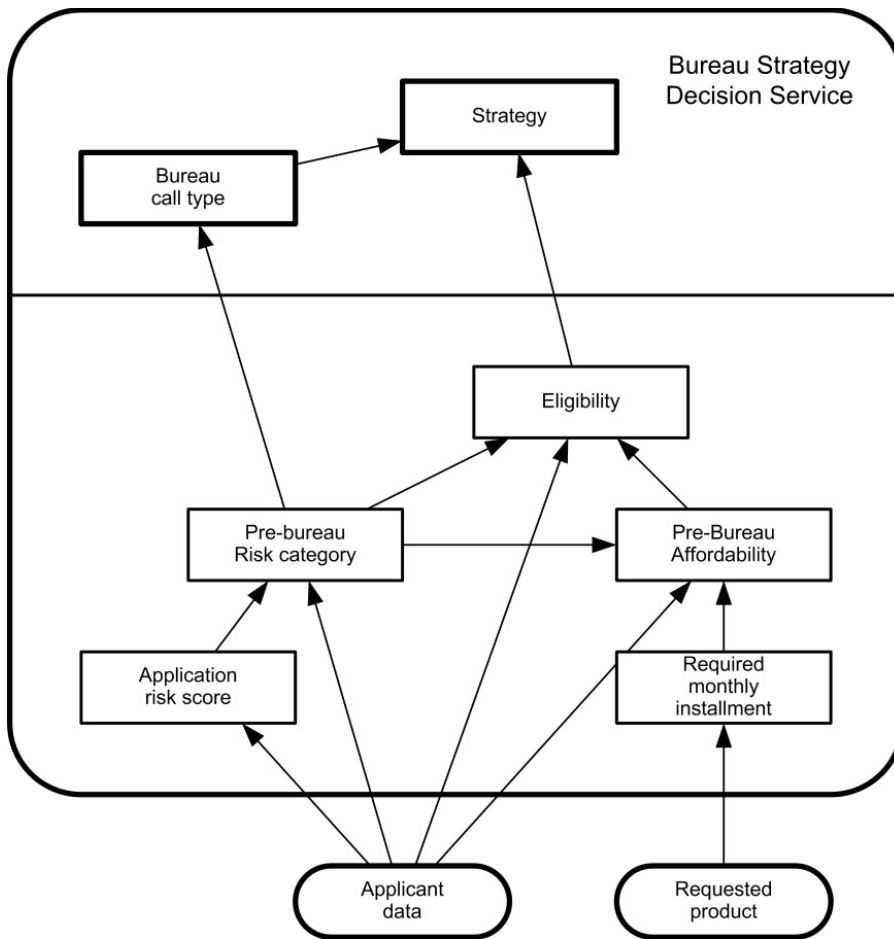 Bureau Strategy
Decision Service
Strategy
Bureau
call type
Eligibility
Pre-bureau
Risk category
Pre-Bureau
Affordability
Application
risk score
Required
monthly
installment
Applicant
data
Requested
product